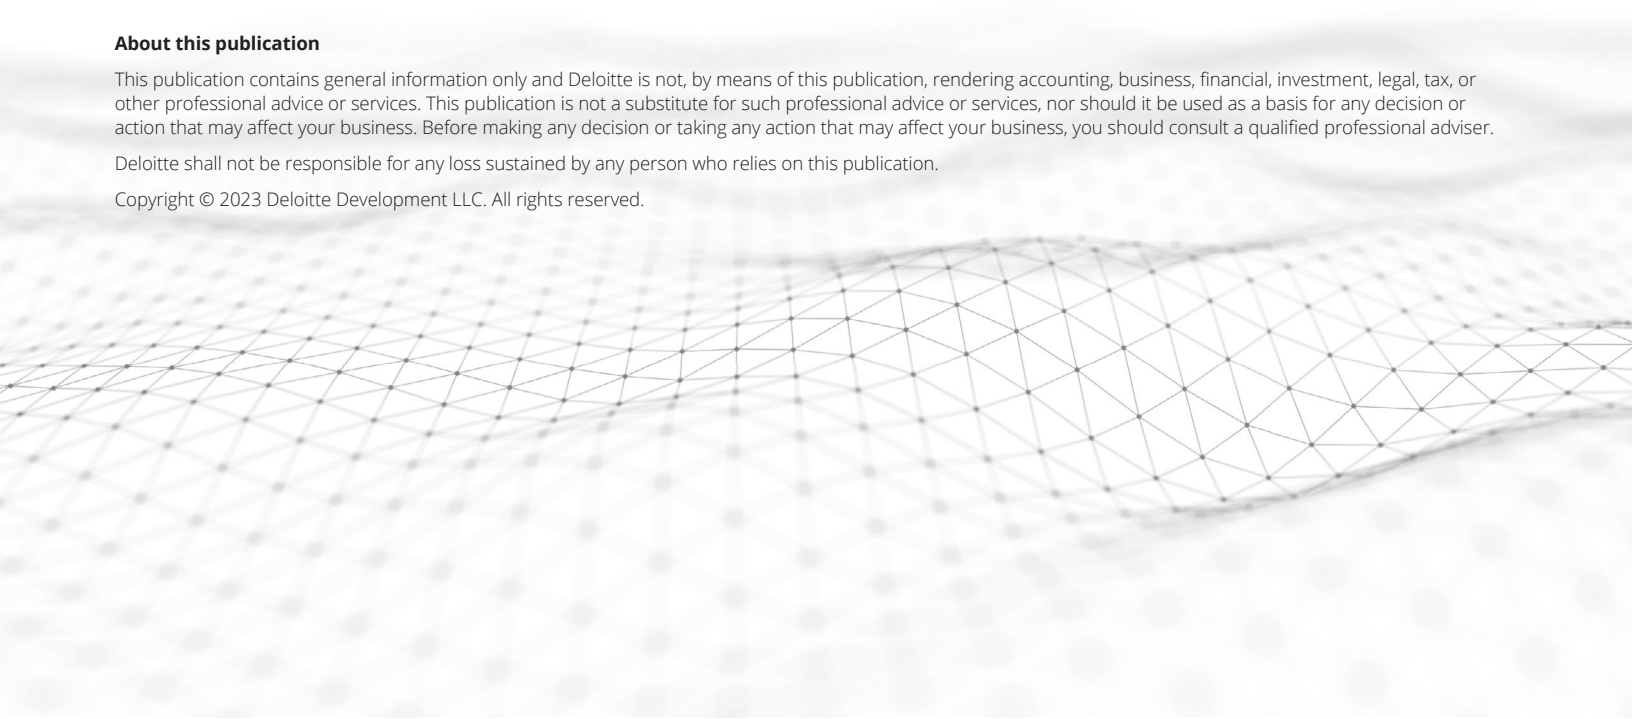 About this publication
This publication contains general information only and Deloitte is not, by means of this publication, rendering accounting, business, financial, investment, legal, tax, or
other professional advice or services. This publication is not a substitute for such professional advice or services, nor should it be used as a basis for any decision or
action that may affect your business. Before making any decision or taking any action that may affect your business, you should consult a qualified professional adviser.
Deloitte shall not be responsible for any loss sustained by any person who relies on this publication.
Copyright © 2023 Deloitte Development LLC. All rights reserved.